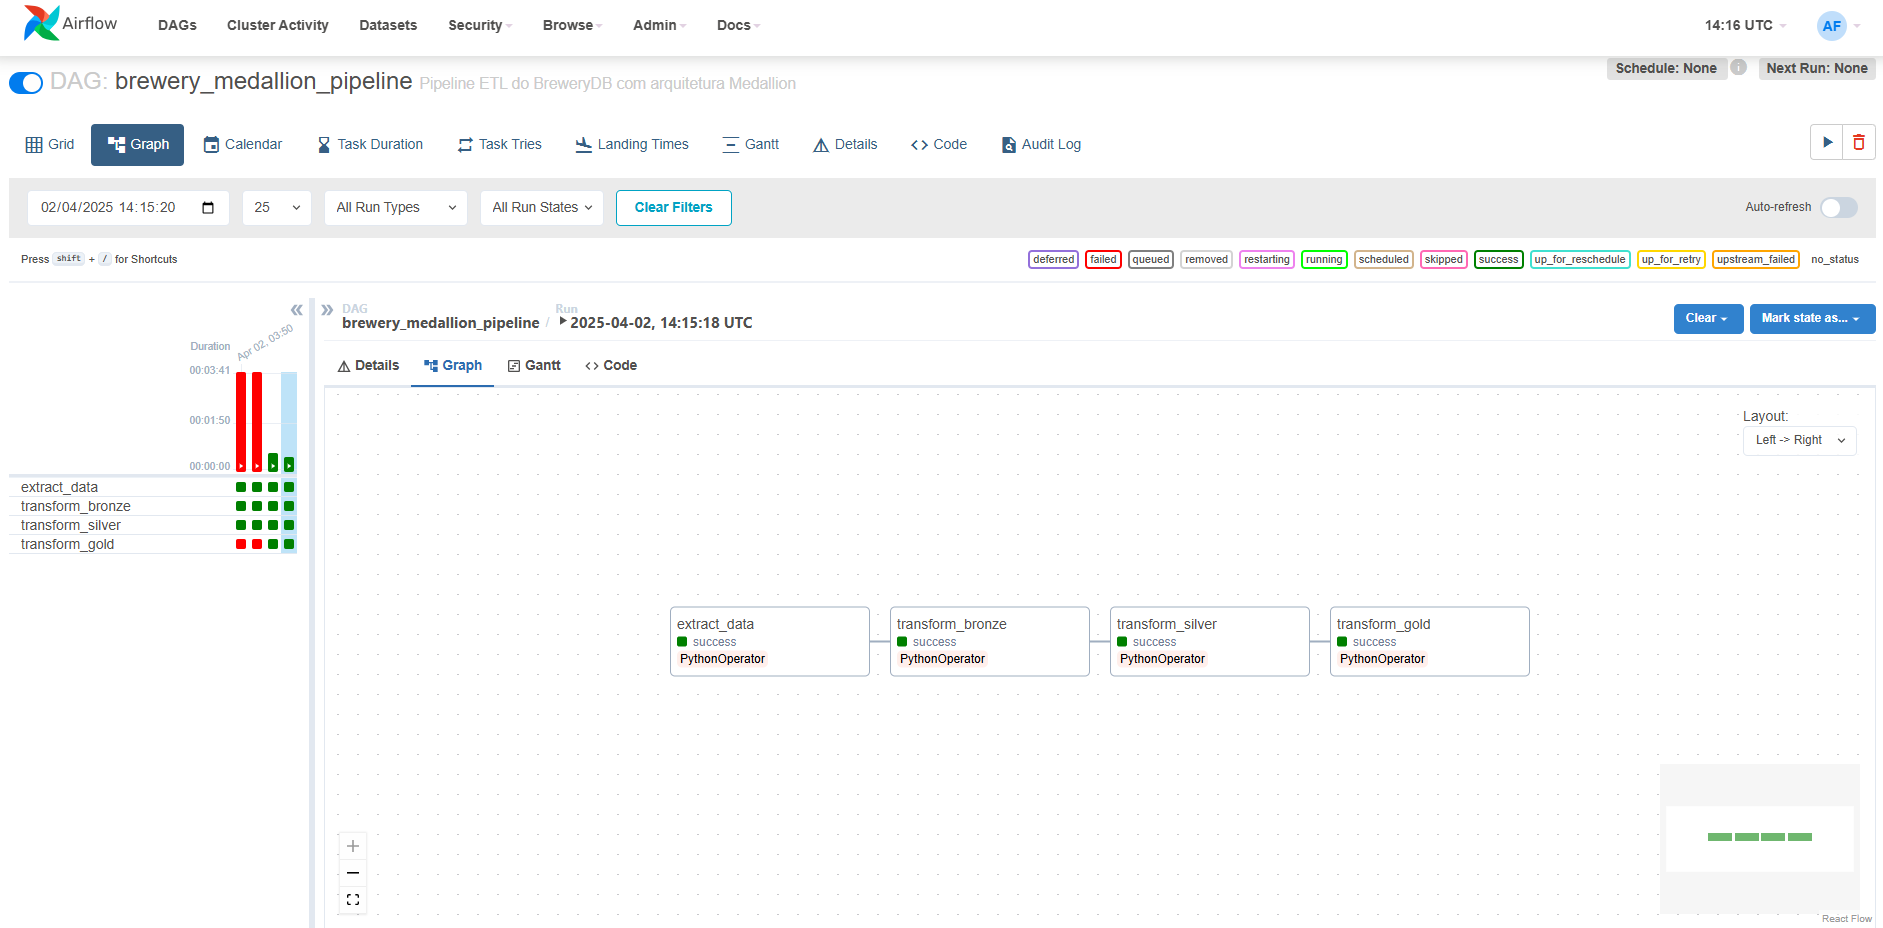 Airflow
DAGs Cluster Activity Datasets Security Browse Admin Docs 14:16 UTC AF
Schedule: None i Next Run: None
DAG: brewery_medallion_pipeline Pipeline ETL do BreweryDB com arquitetura Medallion
Grid Graph Calendar Task Duration Task Tries Landing Times Gantt Details Code Audit Log
02/04/2025 14:15:20 25 All Run Types All Run States Clear Filters Auto-refresh
Press shift + / for Shortcuts
deferred failed queued removed restarting running scheduled skipped success up_for_reschedule up_for_retry upstream_failed no_status
DAG Run
brewery_medallion_pipeline / 2025-04-02, 14:15:18 UTC
Clear Mark state as...
Duration Apr 02, 03:50
00:03:41
00:01:50
00:00:00
extract_data
transform_bronze
transform_silver
transform_gold
Details Graph Gantt Code
Layout:
Left -> Right
extract_data
success
PythonOperator
transform_bronze
success
PythonOperator
transform_silver
success
PythonOperator
transform_gold
success
PythonOperator
React Flow